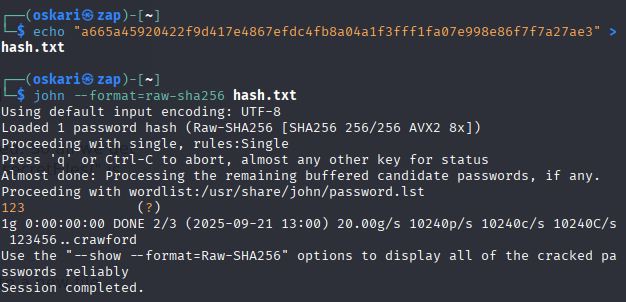 ┌──(oskari㉿zap)-[~]
└─$ echo "a665a45920422f9d417e4867efdc4fb8a04a1f3fff1fa07e998e86f7f7a27ae3" >
hash.txt
┌──(oskari㉿zap)-[~]
└─$ john --format=raw-sha256 hash.txt
Using default input encoding: UTF-8
Loaded 1 password hash (Raw-SHA256 [SHA256 256/256 AVX2 8x])
Proceeding with single, rules:Single
Press 'q' or Ctrl-C to abort, almost any other key for status
Almost done: Processing the remaining buffered candidate passwords, if any.
Proceeding with wordlist:/usr/share/john/password.lst
123              (?)
1g 0:00:00:00 DONE 2/3 (2025-09-21 13:00) 20.00g/s 10240p/s 10240c/s 10240C/s
 123456..crawford
Use the "--show --format=Raw-SHA256" options to display all of the cracked pa
sswords reliably
Session completed.